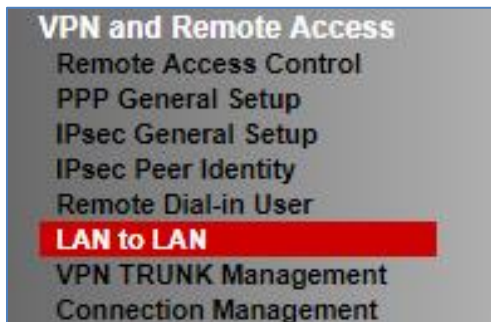 VPN and Remote Access
Remote Access Control
PPP General Setup
IPsec General Setup
IPsec Peer Identity
Remote Dial-in User
LAN to LAN
VPN TRUNK Management
Connection Management